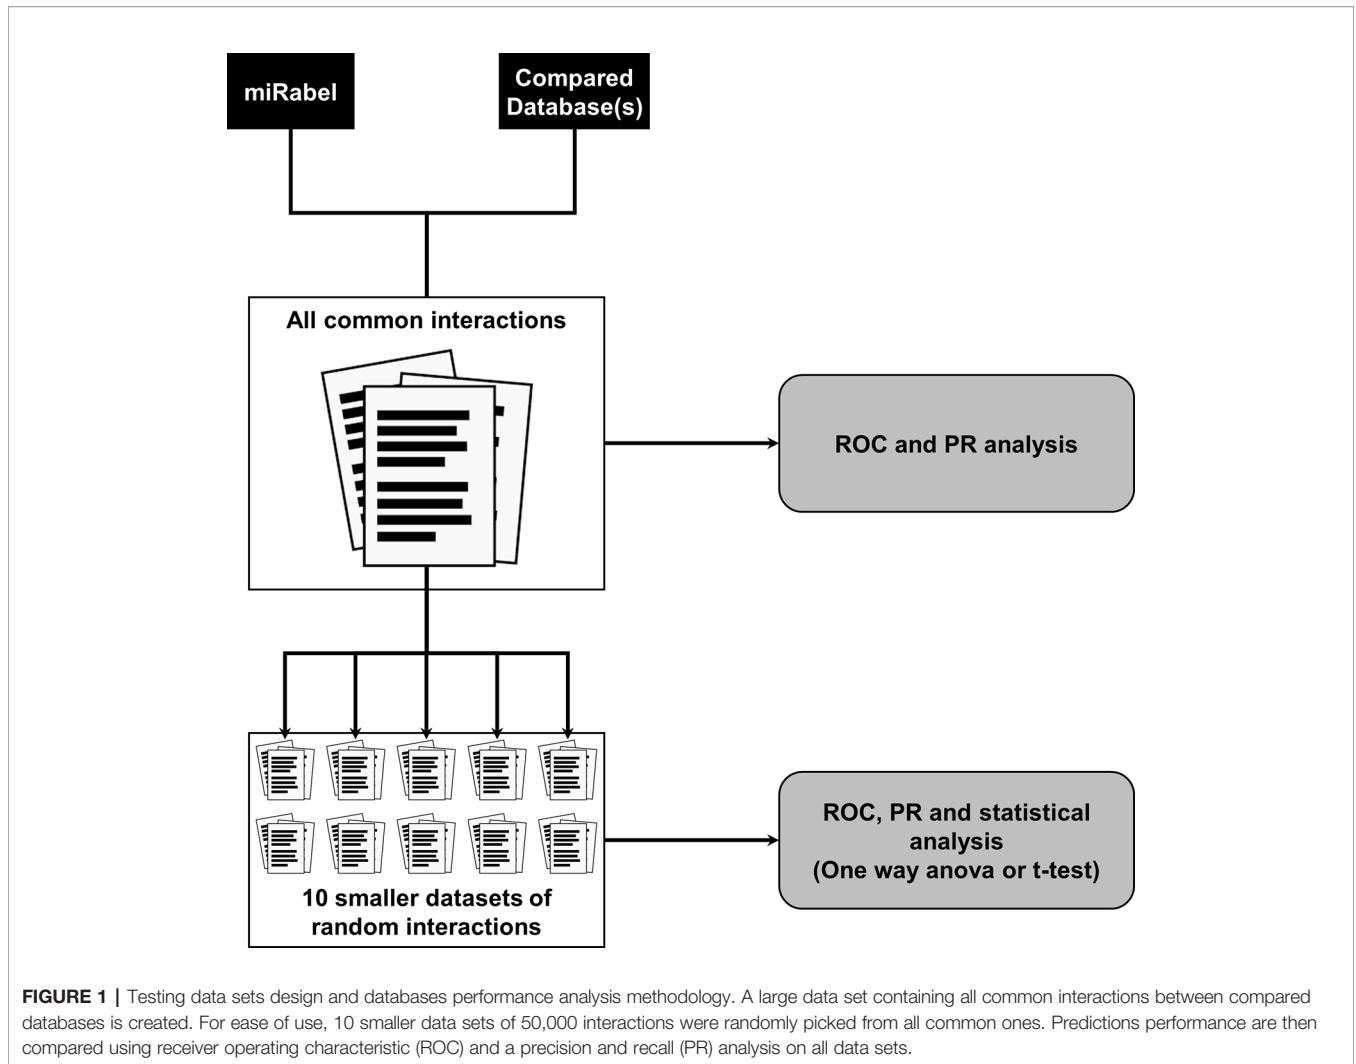 miRabel
Compared
Database(s)
All common interactions
ROC and PR analysis
ROC, PR and statistical
analysis
(One way anova or t-test)
10 smaller datasets of
random interactions
FIGURE 1 | Testing data sets design and databases performance analysis methodology. A large data set containing all common interactions between compared
databases is created. For ease of use, 10 smaller data sets of 50,000 interactions were randomly picked from all common ones. Predictions performance are then
compared using receiver operating characteristic (ROC) and a precision and recall (PR) analysis on all data sets.